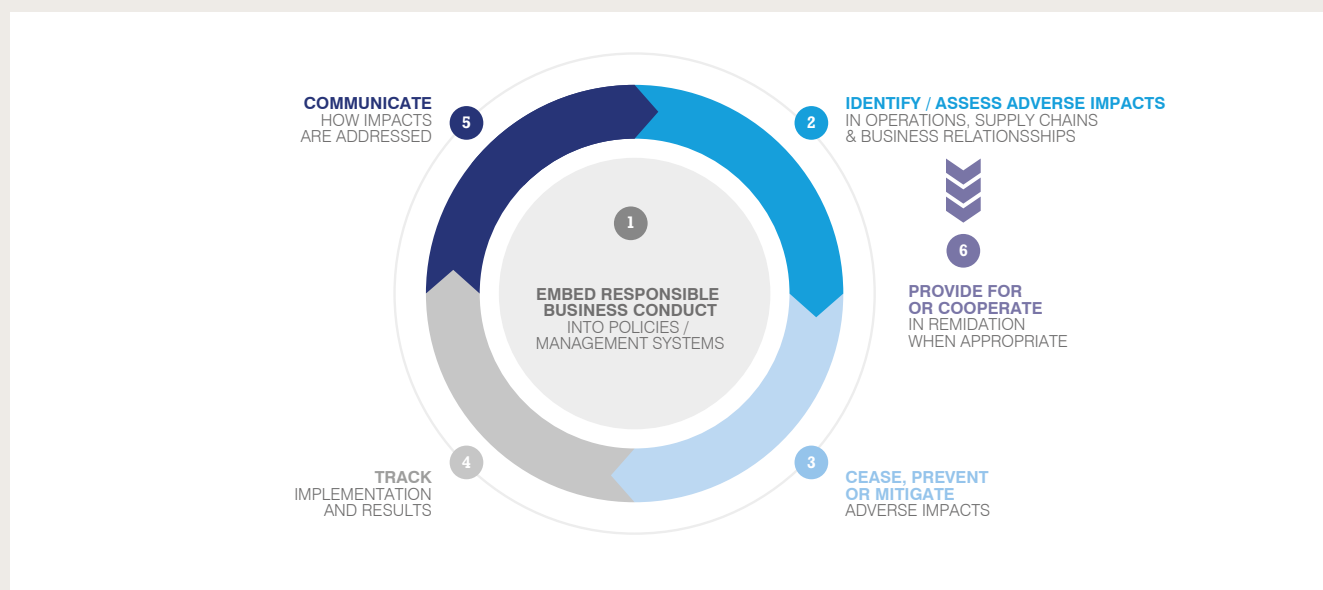 1
EMBED RESPONSIBLE
BUSINESS CONDUCT
INTO POLICIES /
MANAGEMENT SYSTEMS
2
IDENTIFY / ASSESS ADVERSE IMPACTS
IN OPERATIONS, SUPPLY CHAINS
& BUSINESS RELATIONSSHIPS
3
CEASE, PREVENT
OR MITIGATE
ADVERSE IMPACTS
4
TRACK
IMPLEMENTATION
AND RESULTS
5
COMMUNICATE
HOW IMPACTS
ARE ADDRESSED
6
PROVIDE FOR
OR COOPERATE
IN REMIDATION
WHEN APPROPRIATE